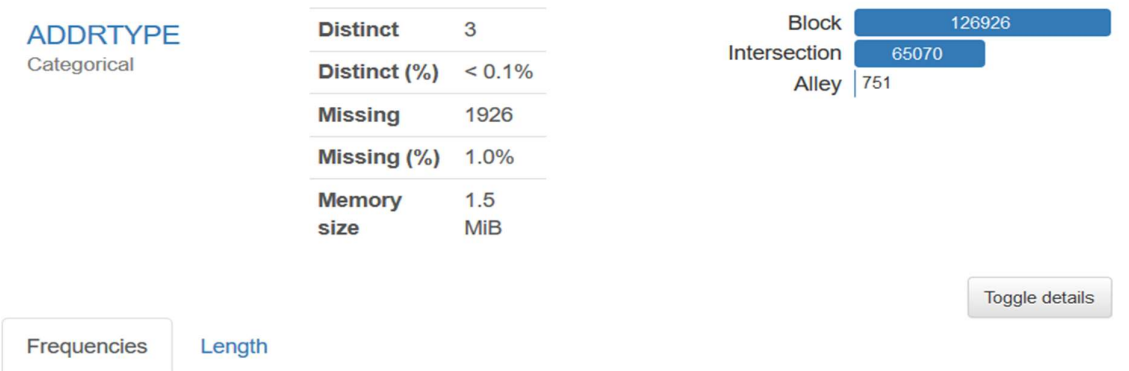 ADDRTYPE
Categorical
Distinct 3
Distinct (%) < 0.1%
Missing 1926
Missing (%) 1.0%
Memory size 1.5 MiB
Block 126926
Intersection 65070
Alley 751
Toggle details
Frequencies Length